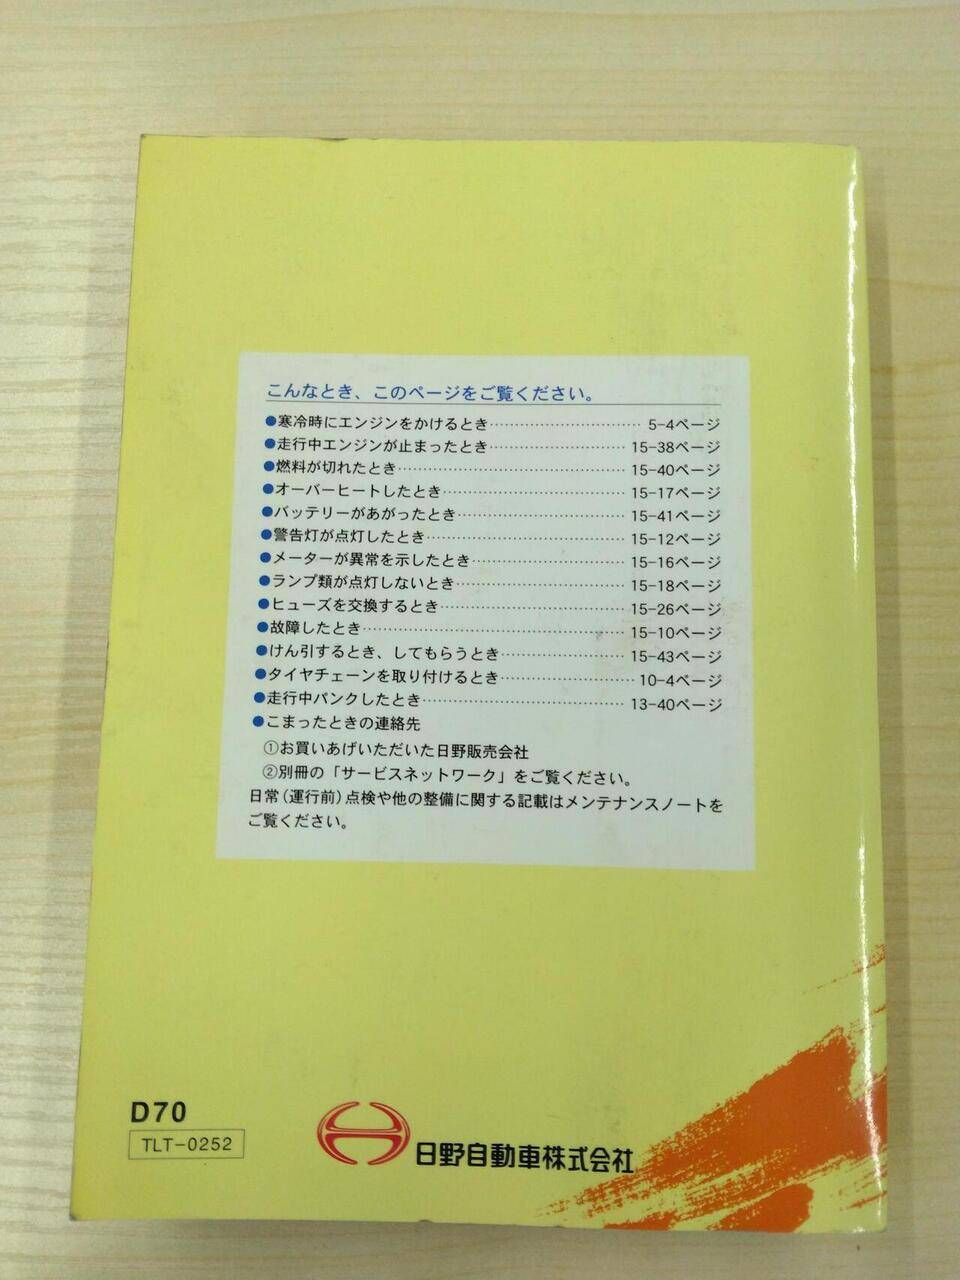 こんなとき、このページをご覧ください。
●寒冷時にエンジンをかけるとき…………………………5-4ページ
●走行中エンジンが止まったとき………………………15-38ページ
●燃料が切れたとき………………………………………15-40ページ
●オーバーヒートしたとき………………………………15-17ページ
●バッテリーがあがったとき……………………………15-41ページ
●警告灯が点灯したとき…………………………………15-12ページ
●メーターが異常を示したとき…………………………15-16ページ
●ランプ類が点灯しないとき……………………………15-18ページ
●ヒューズを交換するとき………………………………15-26ページ
●故障したとき……………………………………………15-10ページ
●けん引するとき、してもらうとき……………………15-43ページ
●タイヤチェーンを取り付けるとき……………………10-4ページ
●走行中パンクしたとき…………………………………13-40ページ
●こまったときの連絡先
①お買いあげいただいた日野販売会社
②別冊の「サービスネットワーク」をご覧ください。
日常(運行前)点検や他の整備に関する記載はメンテナンスノートを
ご覧ください。
D70
TLT-0252
日野自動車株式会社